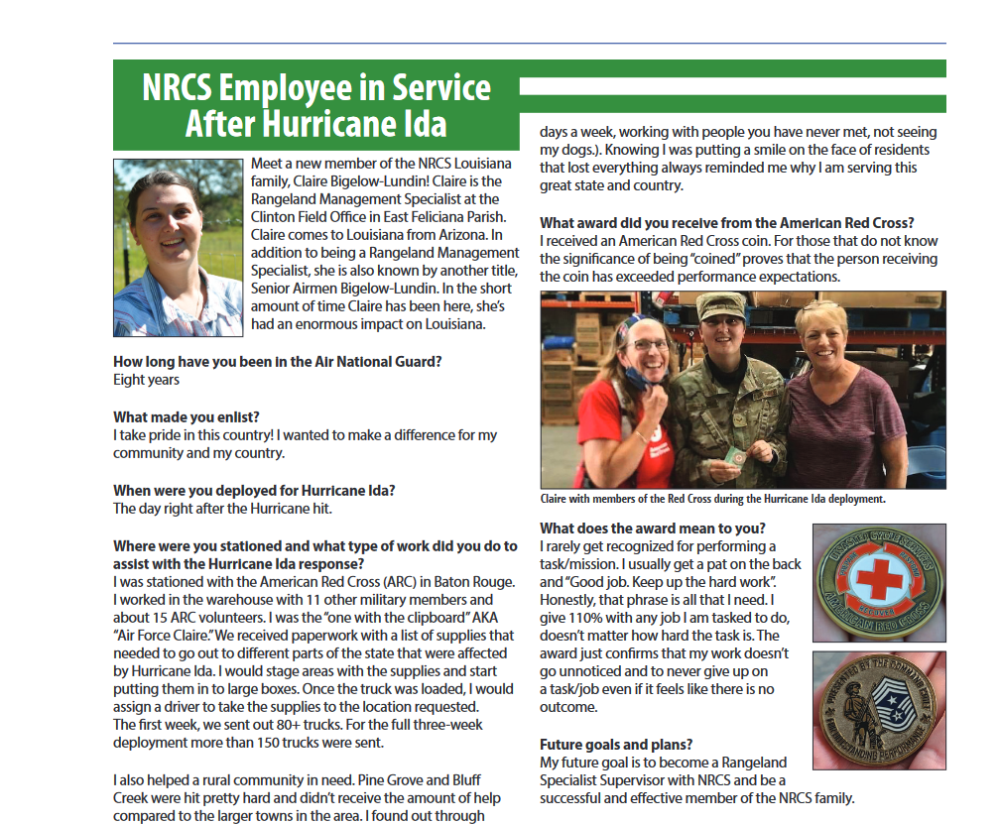 NRCS Employee in Service
After Hurricane Ida
Meet a new member of the NRCS Louisiana
family, Claire Bigelow-Lundin! Claire is the
Rangeland Management Specialist at the
Clinton Field Office in East Feliciana Parish.
Claire comes to Louisiana from Arizona. In
addition to being a Rangeland Management
Specialist, she is also known by another title,
Senior Airmen Bigelow-Lundin. In the short
amount of time Claire has been here, she's
had an enormous impact on Louisiana.
How long have you been in the Air National Guard?
Eight years
What made you enlist?
I take pride in this country! I wanted to make a difference for my
community and my country.
When were you deployed for Hurricane Ida?
The day right after the Hurricane hit.
Where were you stationed and what type of work did you do to
assist with the Hurricane Ida response?
I was stationed with the American Red Cross (ARC) in Baton Rouge.
I worked in the warehouse with 11 other military members and
about 15 ARC volunteers. I was the "one with the clipboard" AKA
"Air Force Claire." We received paperwork with a list of supplies that
needed to go out to different parts of the state that were affected
by Hurricane Ida. I would stage areas with the supplies and start
putting them in to large boxes. Once the truck was loaded, I would
assign a driver to take the supplies to the location requested.
The first week, we sent out 80+ trucks. For the full three-week
deployment more than 150 trucks were sent.
I also helped a rural community in need. Pine Grove and Bluff
Creek were hit pretty hard and didn't receive the amount of help
compared to the larger towns in the area. I found out through
days a week, working with people you have never met, not seeing
my dogs.). Knowing I was putting a smile on the face of residents
that lost everything always reminded me why I am serving this
great state and country.
What award did you receive from the American Red Cross?
I received an American Red Cross coin. For those that do not know
the significance of being "coined" proves that the person receiving
the coin has exceeded performance expectations.
Claire with members of the Red Cross during the Hurricane Ida deployment.
What does the award mean to you?
I rarely get recognized for performing a
task/mission. I usually get a pat on the back
and "Good job. Keep up the hard work".
Honestly, that phrase is all that I need. I
give 110% with any job I am tasked to do,
doesn't matter how hard the task is. The
award just confirms that my work doesn't
go unnoticed and to never give up on
a task/job even if it feels like there is no
outcome.
DISASTER CYCLE
AMERICAN RED CROSS
PRESENTED BY THE COMMAND CHIEF
OUTSTANDING PERFORMANCE
Future goals and plans?
My future goal is to become a Rangeland
Specialist Supervisor with NRCS and be a
successful and effective member of the NRCS family.